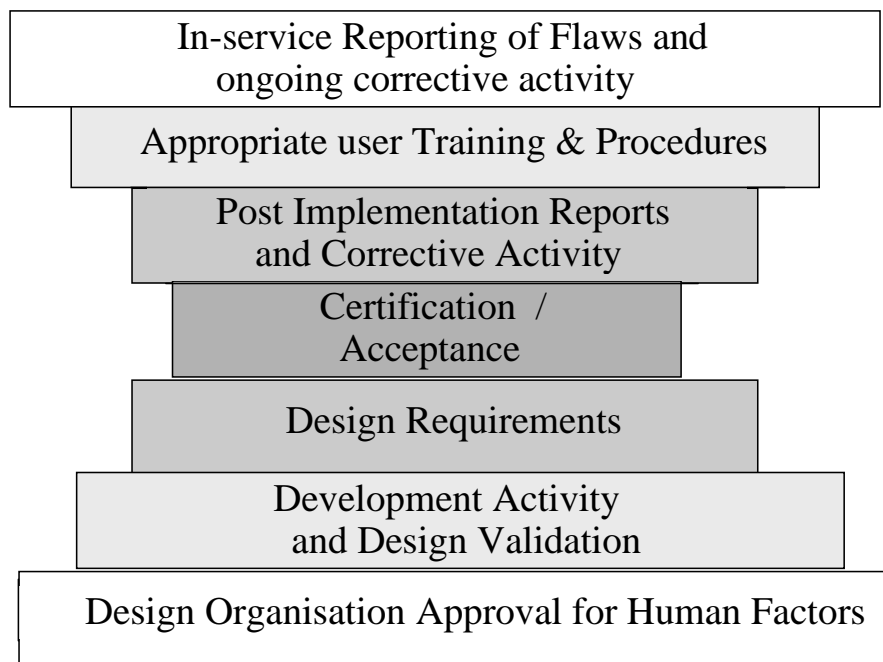 In-service Reporting of Flaws and
ongoing corrective activity
Appropriate user Training & Procedures
Post Implementation Reports
and Corrective Activity
Certification /
Acceptance
Design Requirements
Development Activity
and Design Validation
Design Organisation Approval for Human Factors